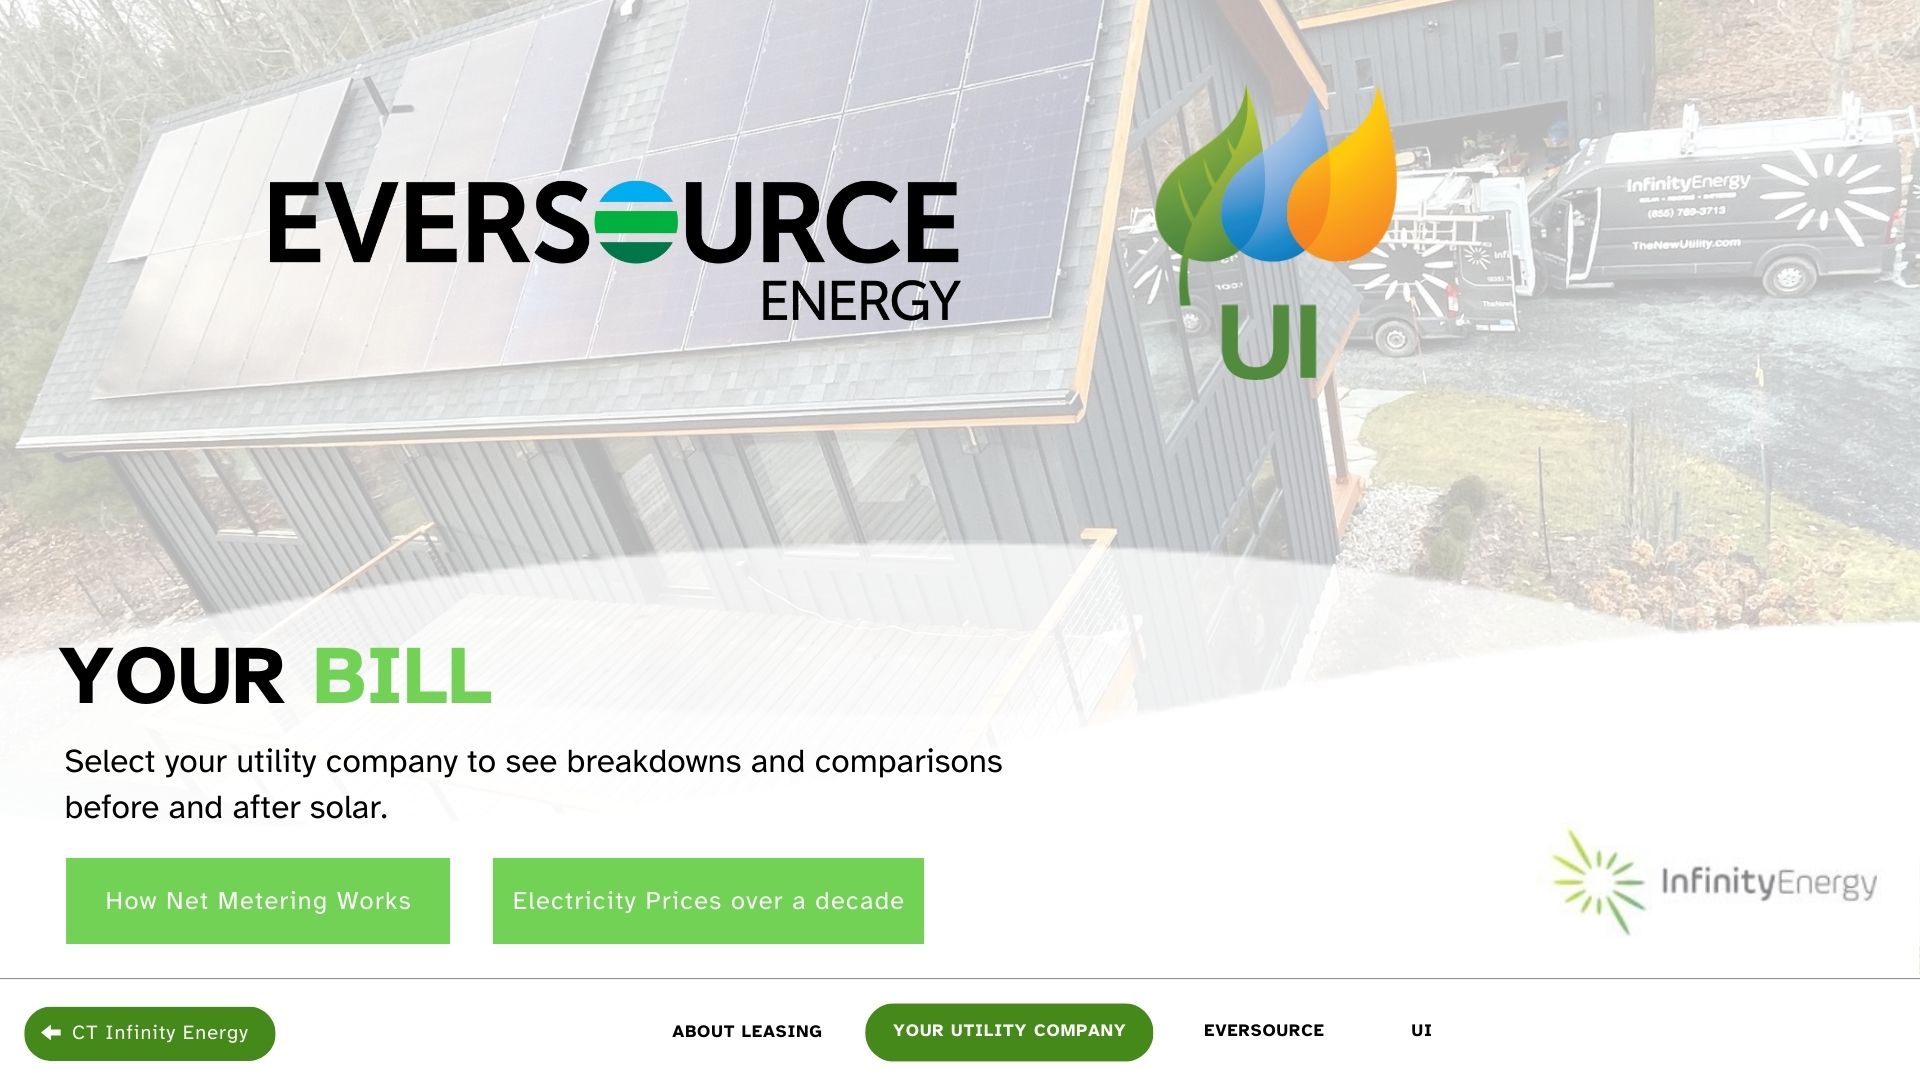 EVERSOURCE
ENERGY
UI
InfinityEnergy
(855) 769-3713
TheNewUtility.com
YOUR BILL
Select your utility company to see breakdowns and comparisons
before and after solar.
How Net Metering Works
Electricity Prices over a decade
InfinityEnergy
CT Infinity Energy
ABOUT LEASING
YOUR UTILITY COMPANY
EVERSOURCE
UI